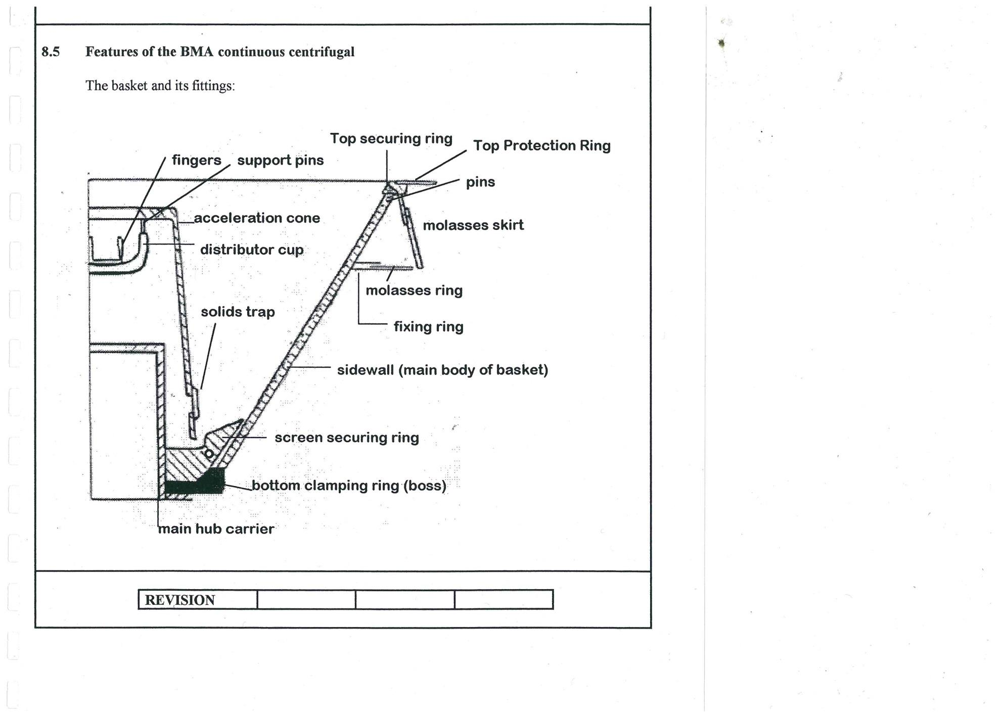 8.5 Features of the BMA continuous centrifugal
The basket and its fittings:
Top securing ring
Top Protection Ring
fingers support pins
pins
acceleration cone
molasses skirt
distributor cup
molasses ring
solids trap
fixing ring
sidewall (main body of basket)
screen securing ring
bottom clamping ring (boss)
main hub carrier
REVISION